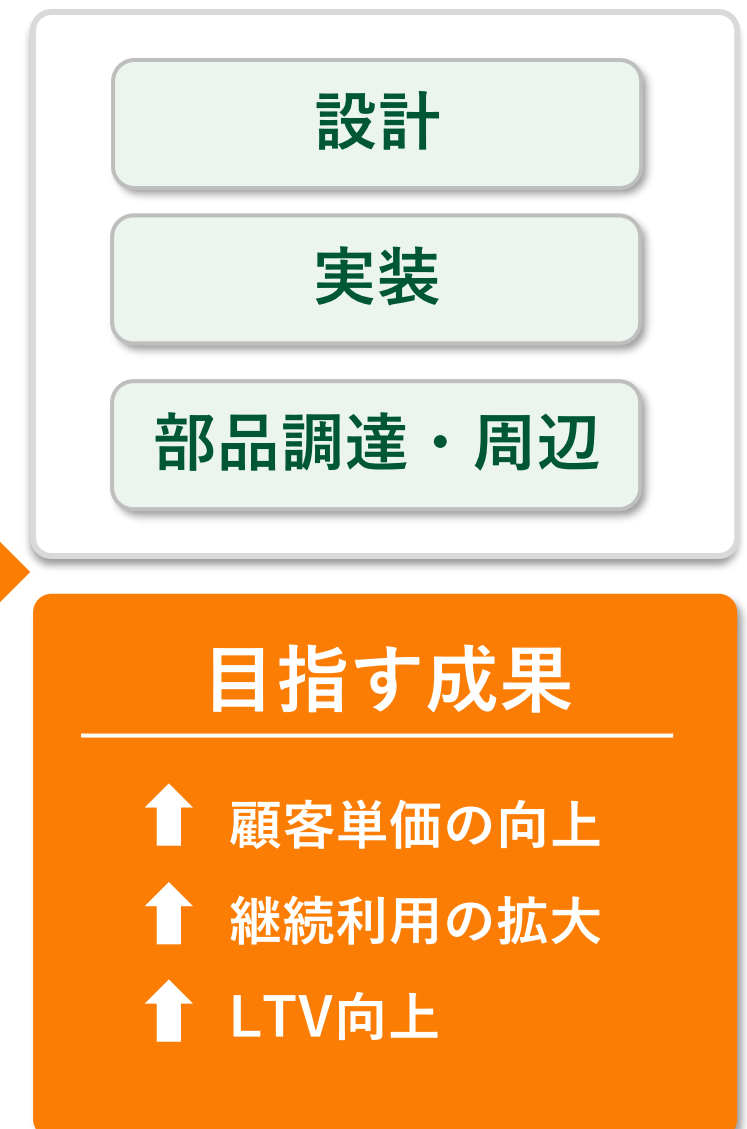 設計
実装
部品調達・周辺
目指す成果
顧客単価の向上
継続利用の拡大
LTV向上